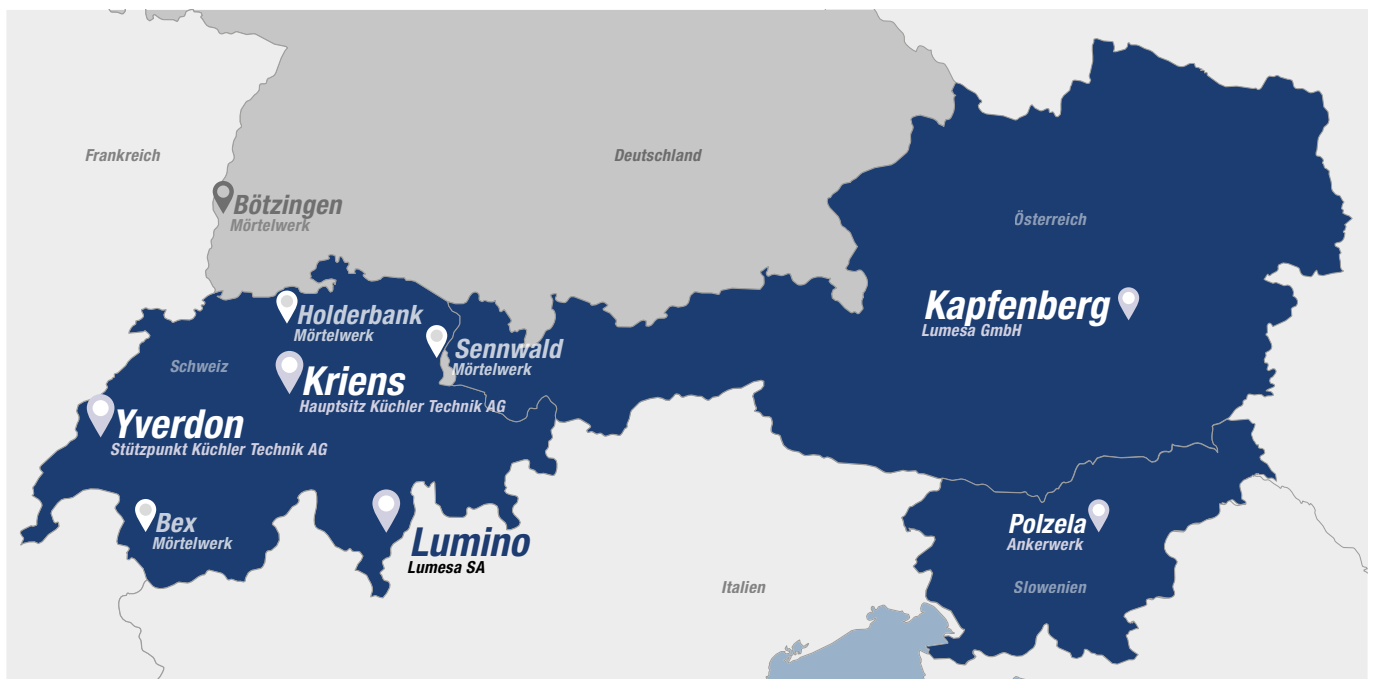 Frankreich
Deutschland
Bötzingen
Mörtelwerk
Österreich
Kapfenberg
Lumesa GmbH
Holderbank
Mörtelwerk
Sennwald
Mörtelwerk
Schweiz
Kriens
Hauptsitz Küchler Technik AG
Yverdon
Stützpunkt Küchler Technik AG
Bex
Mörtelwerk
Lumino
Lumesa SA
Polzela
Ankerwerk
Italien
Slowenien